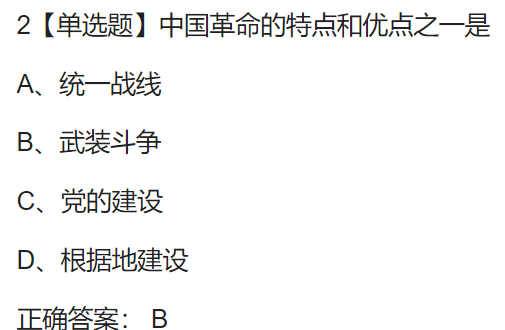 2【单选题】中国革命的特点和优点之一是
A、统一战线
B、武装斗争
C、党的建设
D、根据地建设
正确答案： B